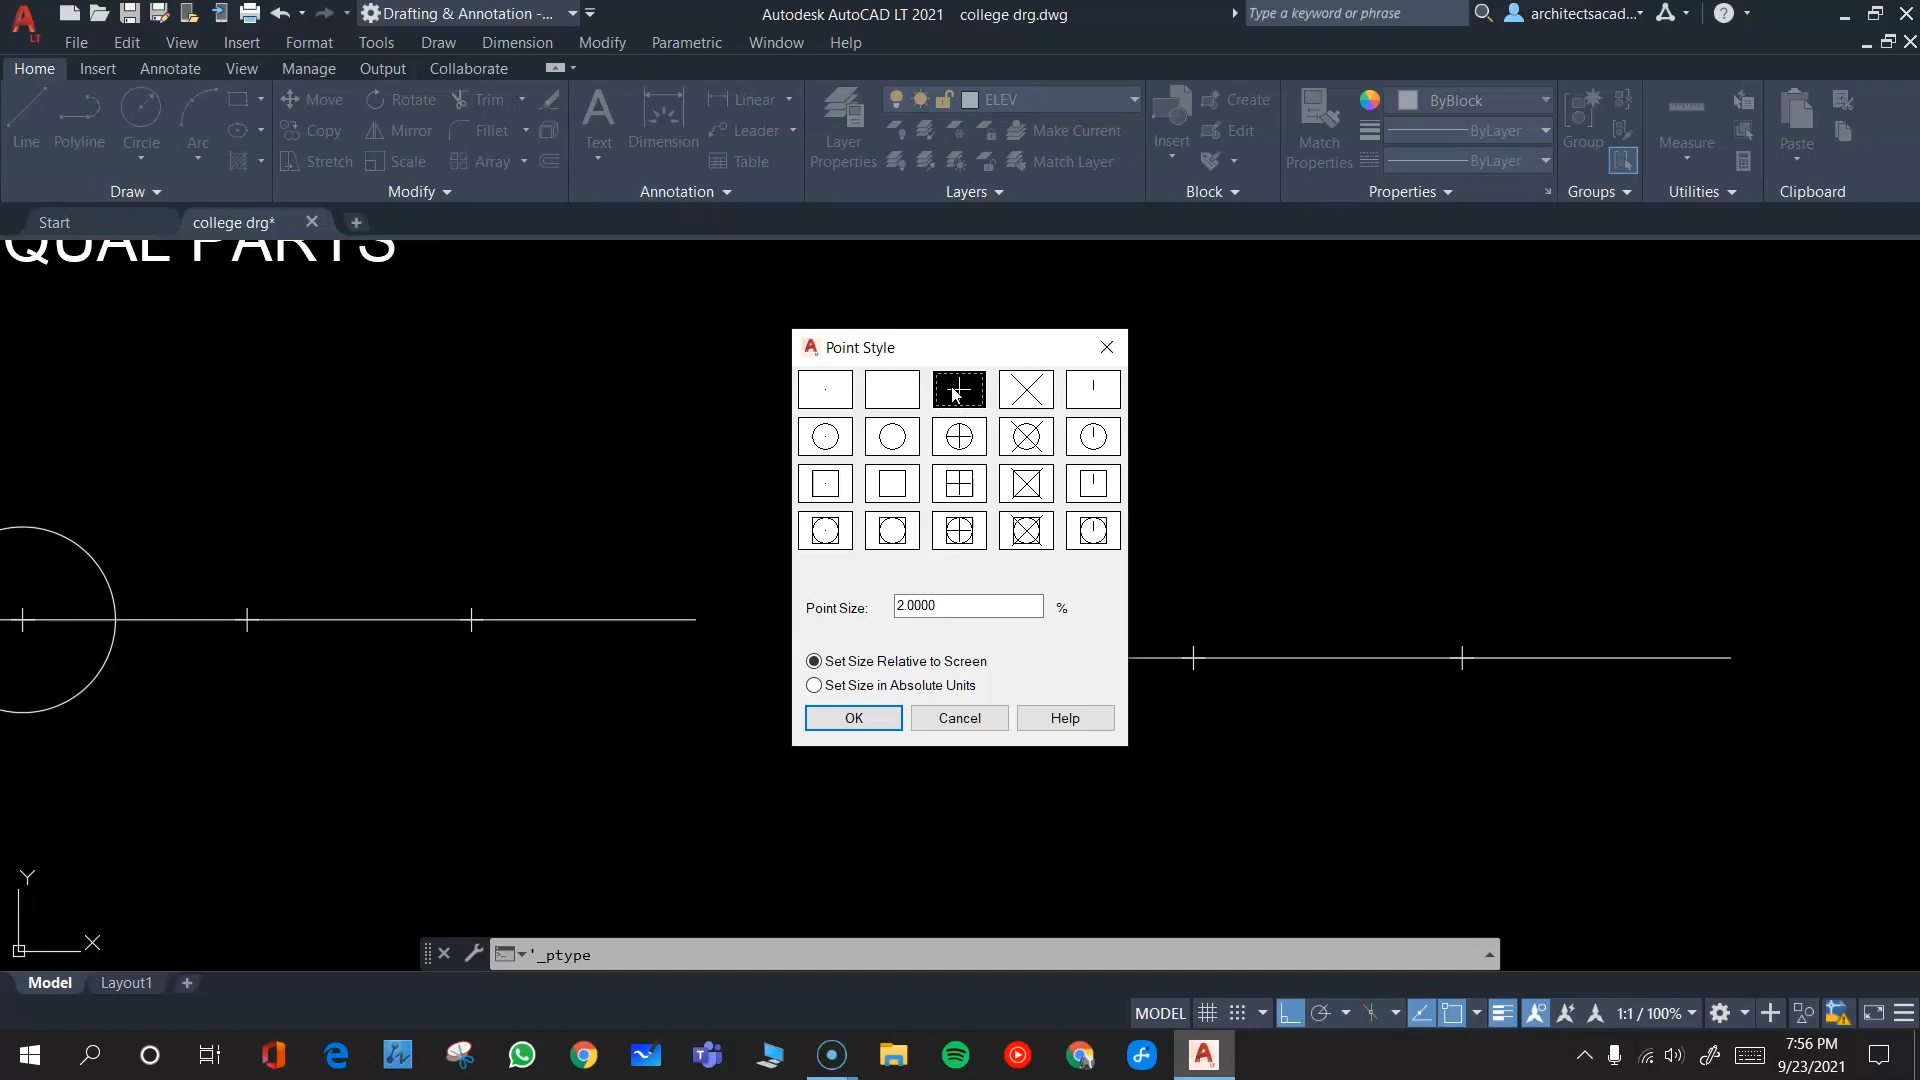 Drafting & Annotation -...
Autodesk AutoCAD LT 2021 college drg.dwg
Type a keyword or phrase
architectsacad...
LT
File Edit View Insert Format Tools Draw Dimension Modify Parametric Window Help
Home Insert Annotate View Manage Output Collaborate
Line Polyline Circle Arc
Move Rotate Trim
Copy Mirror Fillet
Stretch Scale Array
Text Dimension
Linear
Leader
Table
Layer Properties
ELEV
Make Current
Match Layer
Insert
Create
Edit
Match Properties
ByBlock
ByLayer
ByLayer
Group
Measure
Paste
Draw Modify Annotation Layers Block Properties Groups Utilities Clipboard
Start college drg*
QUAL PARTS
Point Style
Point Size: 2.0000 %
Set Size Relative to Screen
Set Size in Absolute Units
OK Cancel Help
Y
X
'_ptype
Model Layout1
MODEL 1:1 / 100%
7:56 PM
9/23/2021